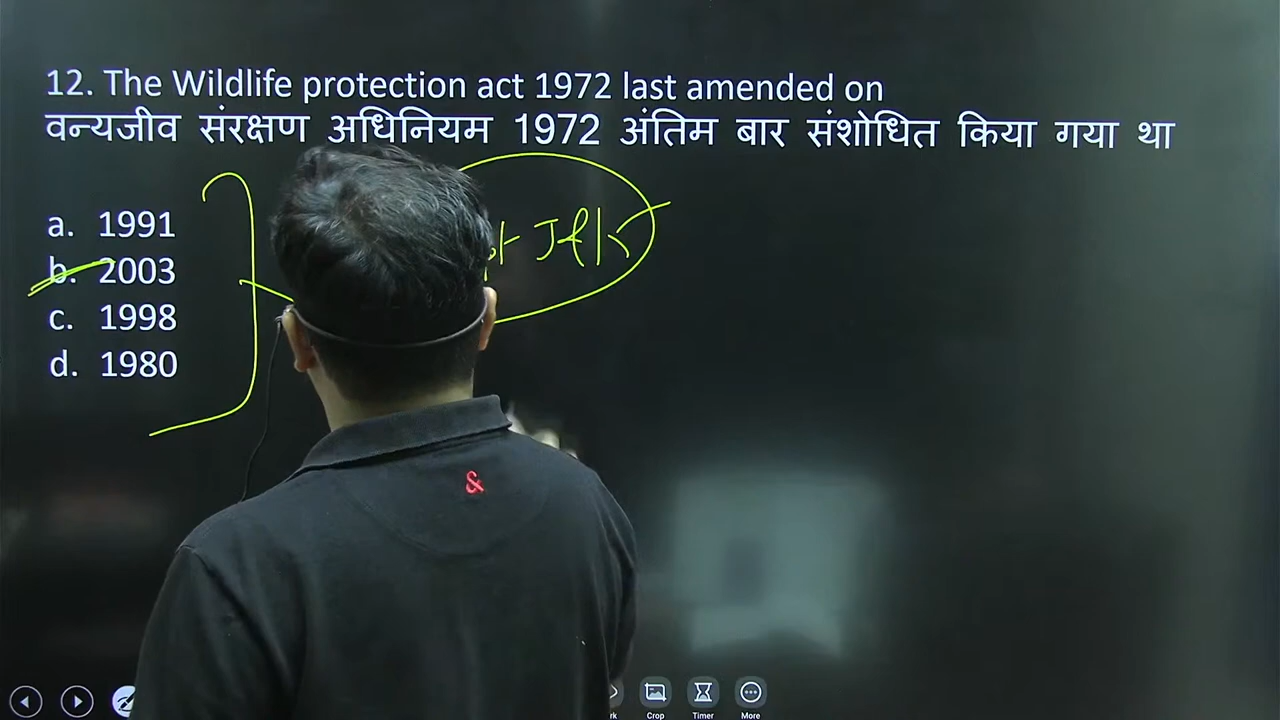 12. The Wildlife protection act 1972 last amended on
वन्यजीव संरक्षण अधिनियम 1972 अंतिम बार संशोधित किया गया था
a. 1991
b. 2003
c. 1998
d. 1980
J&K
&
Crop
Timer
More